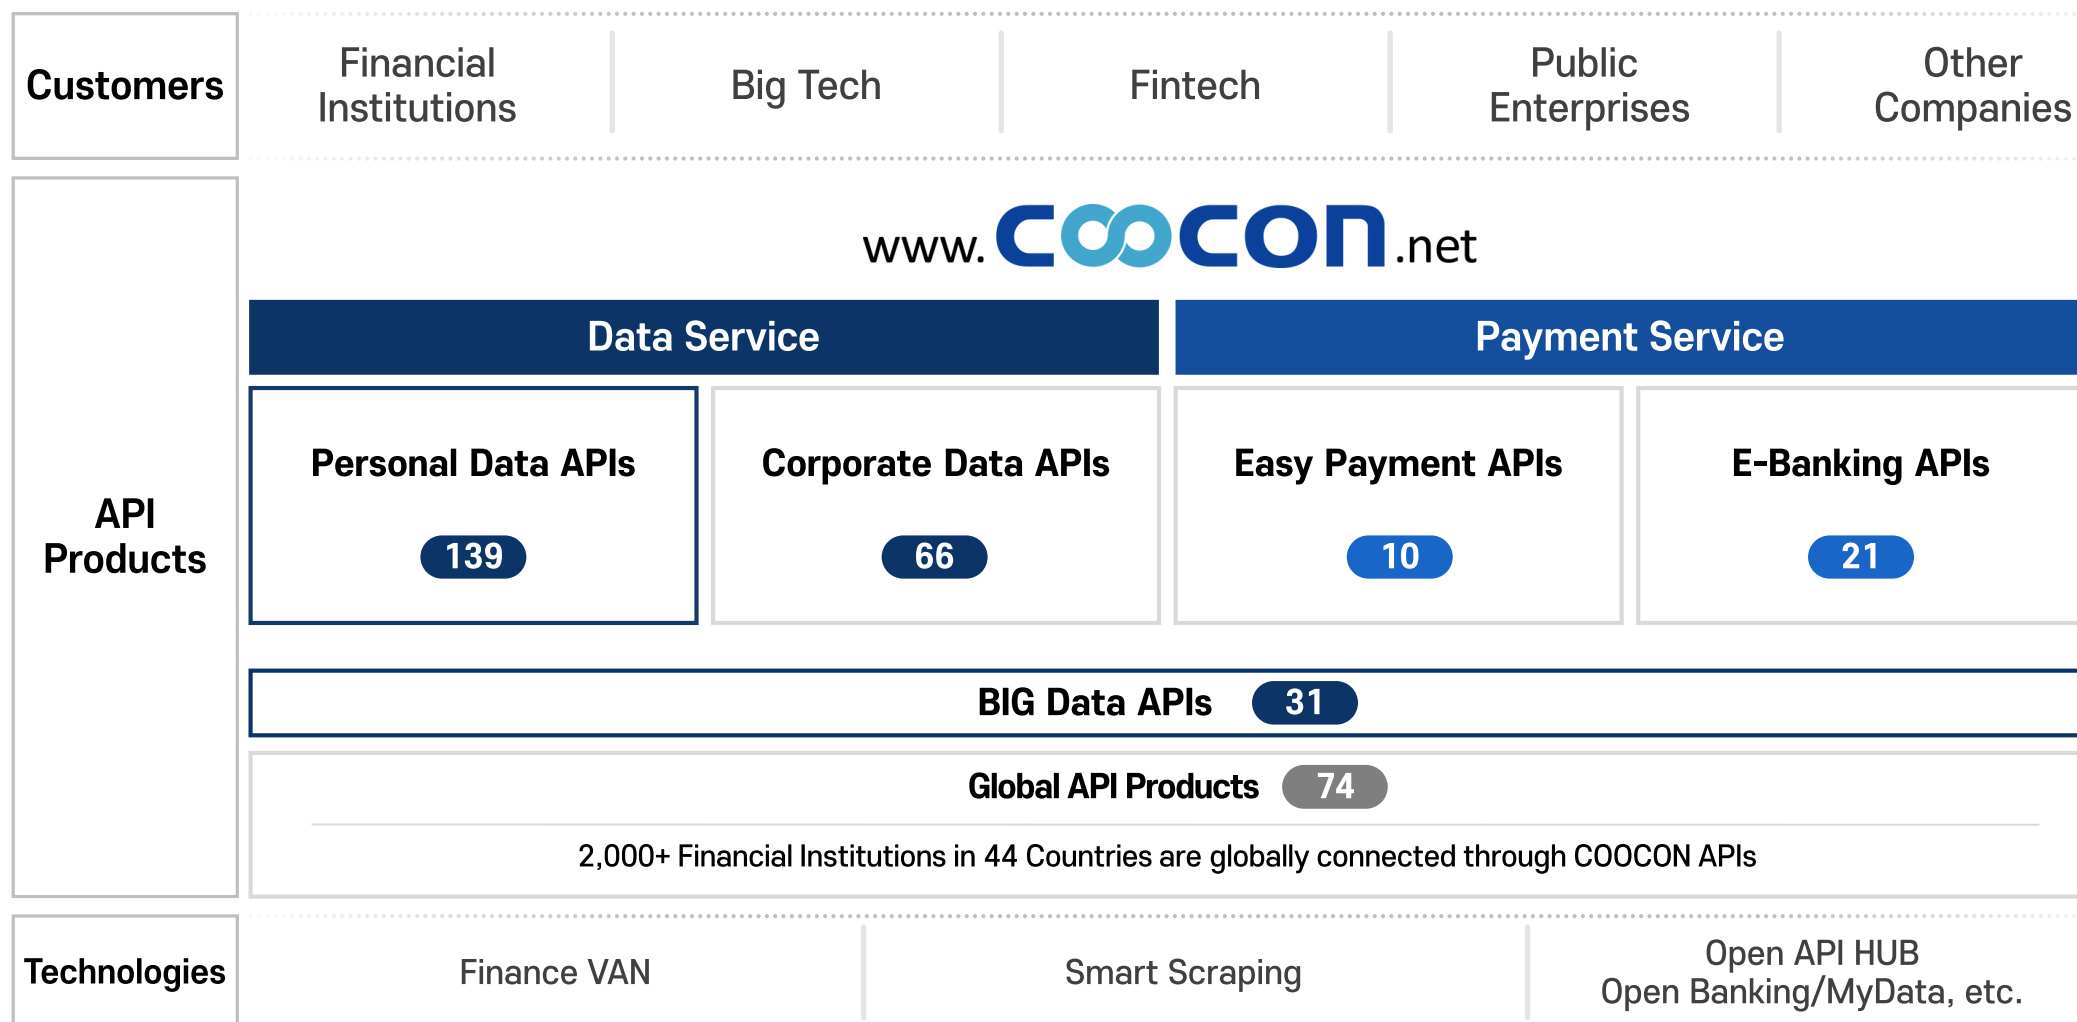 Customers
Financial
Institutions
Big Tech
Fintech
Public
Enterprises
Other
Companies
API
Products
www.coocon.net
Data Service
Payment Service
Personal Data APIs
139
Corporate Data APIs
66
Easy Payment APIs
10
E-Banking APIs
21
BIG Data APIs 31
Global API Products 74
2,000+ Financial Institutions in 44 Countries are globally connected through COOCON APIs
Technologies
Finance VAN
Smart Scraping
Open API HUB
Open Banking/MyData, etc.